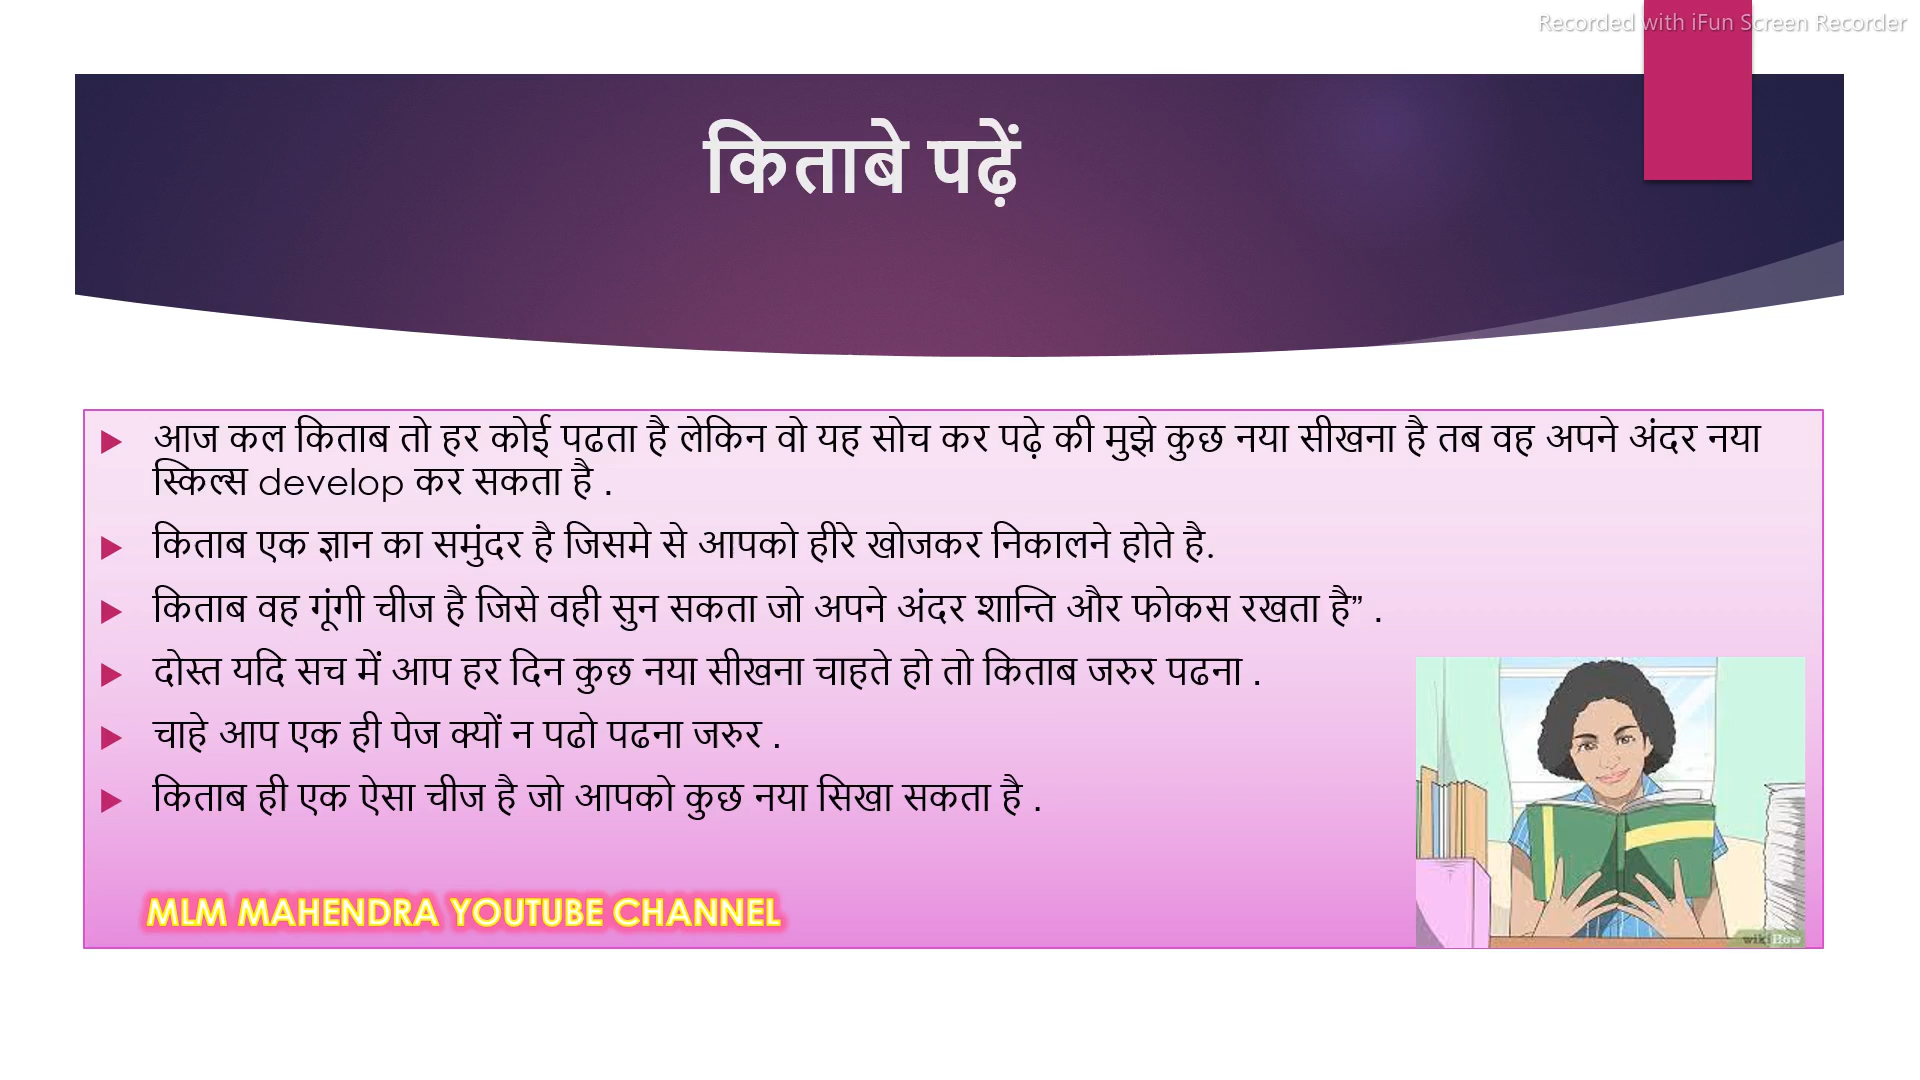 Recorded with iFun Screen Recorder
किताबे पढ़ें
आज कल किताब तो हर कोई पढता है लेकिन वो यह सोच कर पढ़े की मुझे कुछ नया सीखना है तब वह अपने अंदर नया
स्किल्स develop कर सकता है .
किताब एक ज्ञान का समुंदर है जिसमे से आपको हीरे खोजकर निकालने होते है.
किताब वह गूंगी चीज है जिसे वही सुन सकता जो अपने अंदर शान्ति और फोकस रखता है” .
दोस्त यदि सच में आप हर दिन कुछ नया सीखना चाहते हो तो किताब जरुर पढना .
चाहे आप एक ही पेज क्यों न पढो पढना जरुर .
किताब ही एक ऐसा चीज है जो आपको कुछ नया सिखा सकता है .
MLM MAHENDRA YOUTUBE CHANNEL
wikiHow